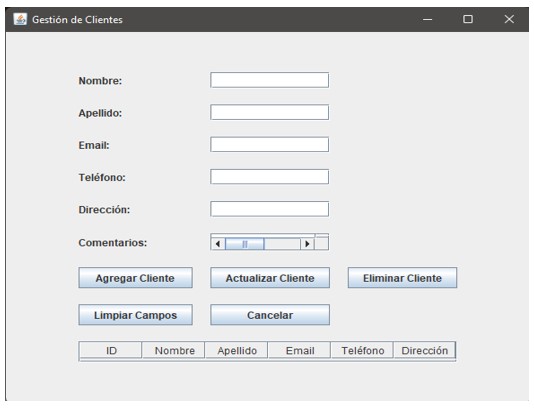 Gestión de Clientes
Nombre:
Apellido:
Email:
Teléfono:
Dirección:
Comentarios:
Agregar Cliente Actualizar Cliente Eliminar Cliente
Limpiar Campos Cancelar
ID Nombre Apellido Email Teléfono Dirección